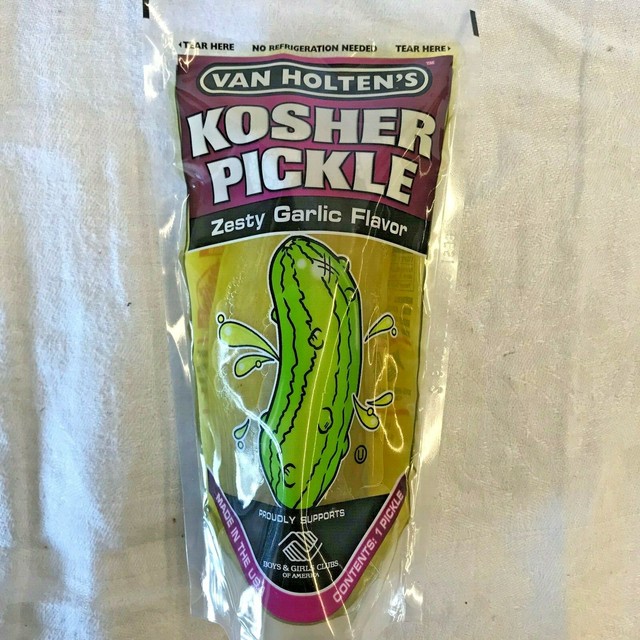 TEAR HERE NO REFRIGERATION NEEDED TEAR HERE
VAN HOLTEN'S
KOSHER
PICKLE
Zesty Garlic Flavor
U
PROUDLY SUPPORTS
BOYS & GIRLS CLUBS
OF AMERICA
MADE IN THE USA
CONTENTS: 1 PICKLE